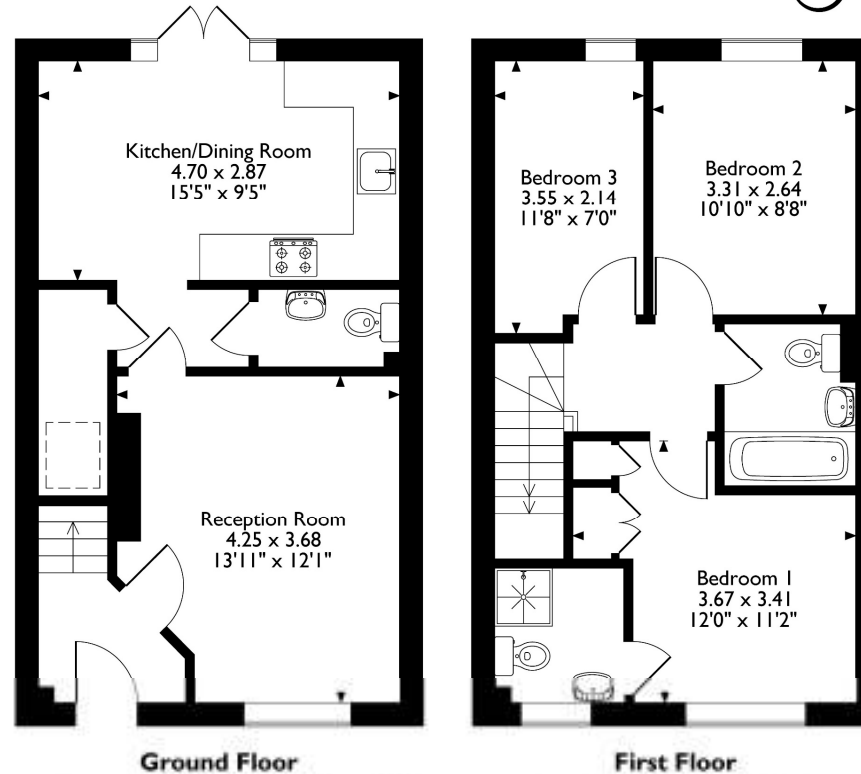 Kitchen/Dining Room
4.70 x 2.87
15'5" x 9'5"
Reception Room
4.25 x 3.68
13'11" x 12'1"
Ground Floor
Bedroom 3
3.55 x 2.14
11'8" x 7'0"
Bedroom 2
3.31 x 2.64
10'10" x 8'8"
Bedroom 1
3.67 x 3.41
12'0" x 11'2"
First Floor